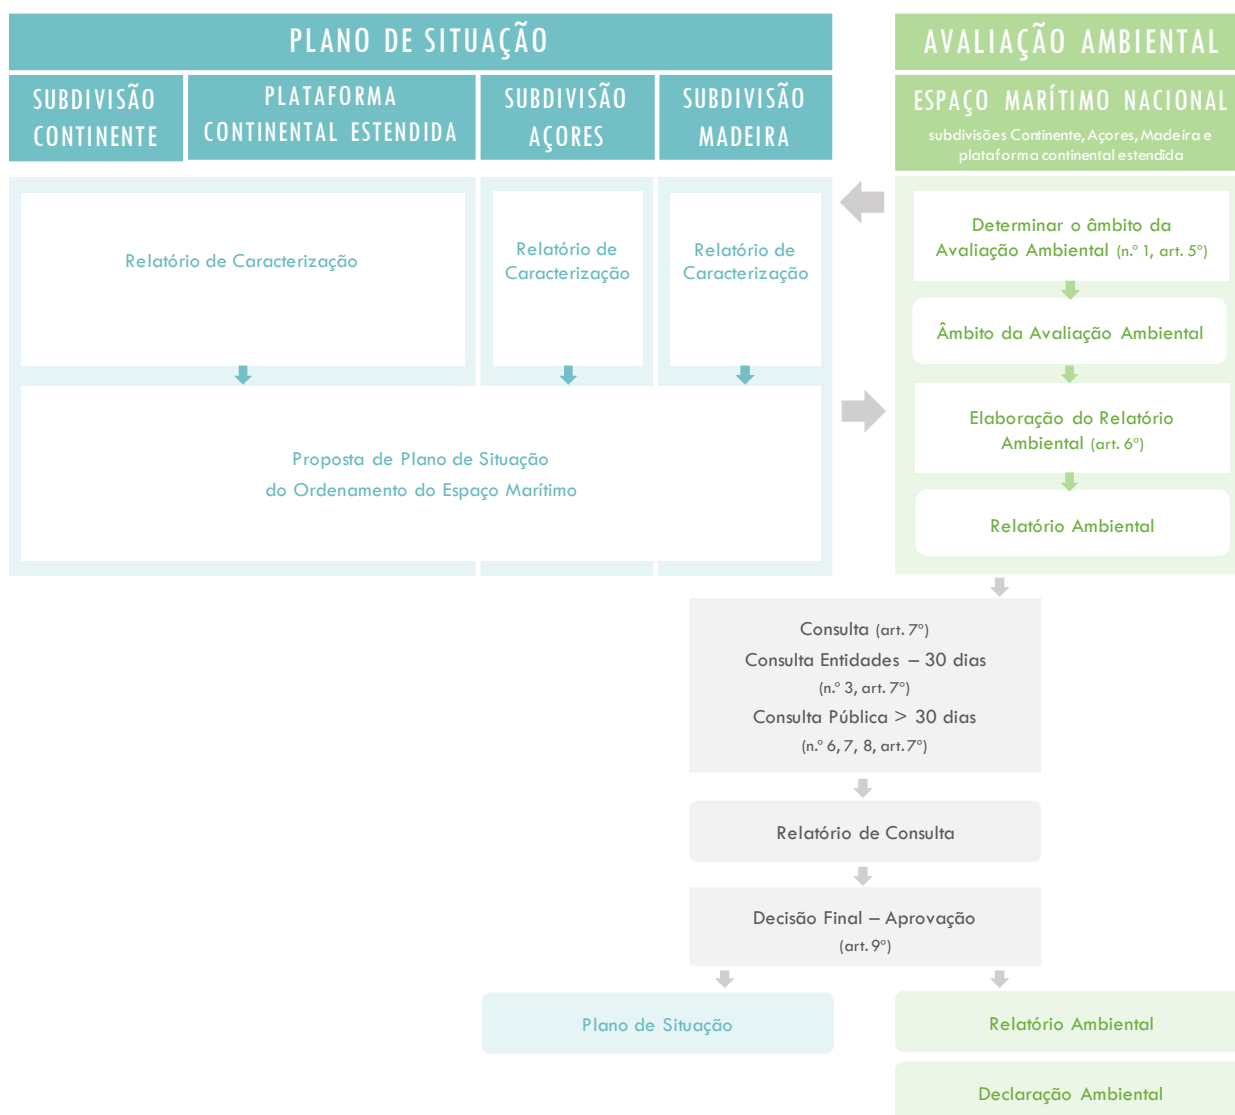 PLANO DE SITUAÇÃO
SUBDIVISÃO
CONTINENTE
PLATAFORMA
CONTINENTAL ESTENDIDA
SUBDIVISÃO
AÇORES
SUBDIVISÃO
MADEIRA
Relatório de Caracterização
Relatório de
Caracterização
Relatório de
Caracterização
Proposta de Plano de Situação
do Ordenamento do Espaço Marítimo
AVALIAÇÃO AMBIENTAL
ESPAÇO MARÍTIMO NACIONAL
subdivisões Continente, Açores, Madeira e
plataforma continental estendida
Determinar o âmbito da
Avaliação Ambiental (n.º 1, art. 5º)
Âmbito da Avaliação Ambiental
Elaboração do Relatório
Ambiental (art. 6º)
Relatório Ambiental
Consulta (art. 7º)
Consulta Entidades – 30 dias
(n.º 3, art. 7º)
Consulta Pública > 30 dias
(n.º 6, 7, 8, art. 7º)
Relatório de Consulta
Decisão Final – Aprovação
(art. 9º)
Plano de Situação
Relatório Ambiental
Declaração Ambiental